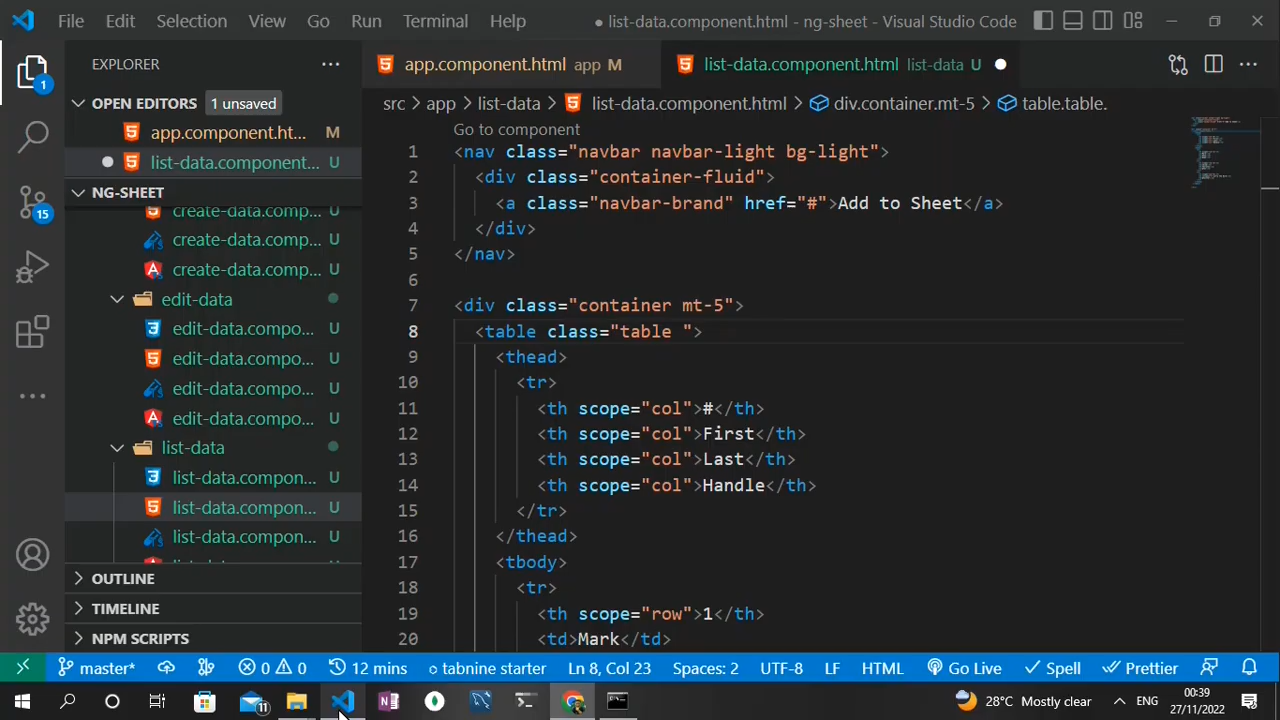 File Edit Selection View Go Run Terminal Help ● list-data.component.html - ng-sheet - Visual Studio Code
EXPLORER
app.component.html app M
list-data.component.html list-data U
OPEN EDITORS 1 unsaved
app.component.ht... M
list-data.component... U
NG-SHEET
create-data.comp... U
create-data.comp... U
create-data.comp... U
edit-data
edit-data.compo... U
edit-data.compo... U
edit-data.compo... U
edit-data.compo... U
list-data
list-data.compon... U
list-data.compon... U
list-data.compon... U
OUTLINE
TIMELINE
NPM SCRIPTS
1
15
src > app > list-data > list-data.component.html > div.container.mt-5 > table.table.
Go to component
1 <nav class="navbar navbar-light bg-light">
2 <div class="container-fluid">
3 <a class="navbar-brand" href="#">Add to Sheet</a>
4 </div>
5 </nav>
6
7 <div class="container mt-5">
8 <table class="table ">
9 <thead>
10 <tr>
11 <th scope="col">#</th>
12 <th scope="col">First</th>
13 <th scope="col">Last</th>
14 <th scope="col">Handle</th>
15 </tr>
16 </thead>
17 <tbody>
18 <tr>
19 <th scope="row">1</th>
20 <td>Mark</td>
master* 0 0 12 mins tabnine starter Ln 8, Col 23 Spaces: 2 UTF-8 LF HTML Go Live Spell Prettier
11 28°C Mostly clear ENG 00:39
27/11/2022